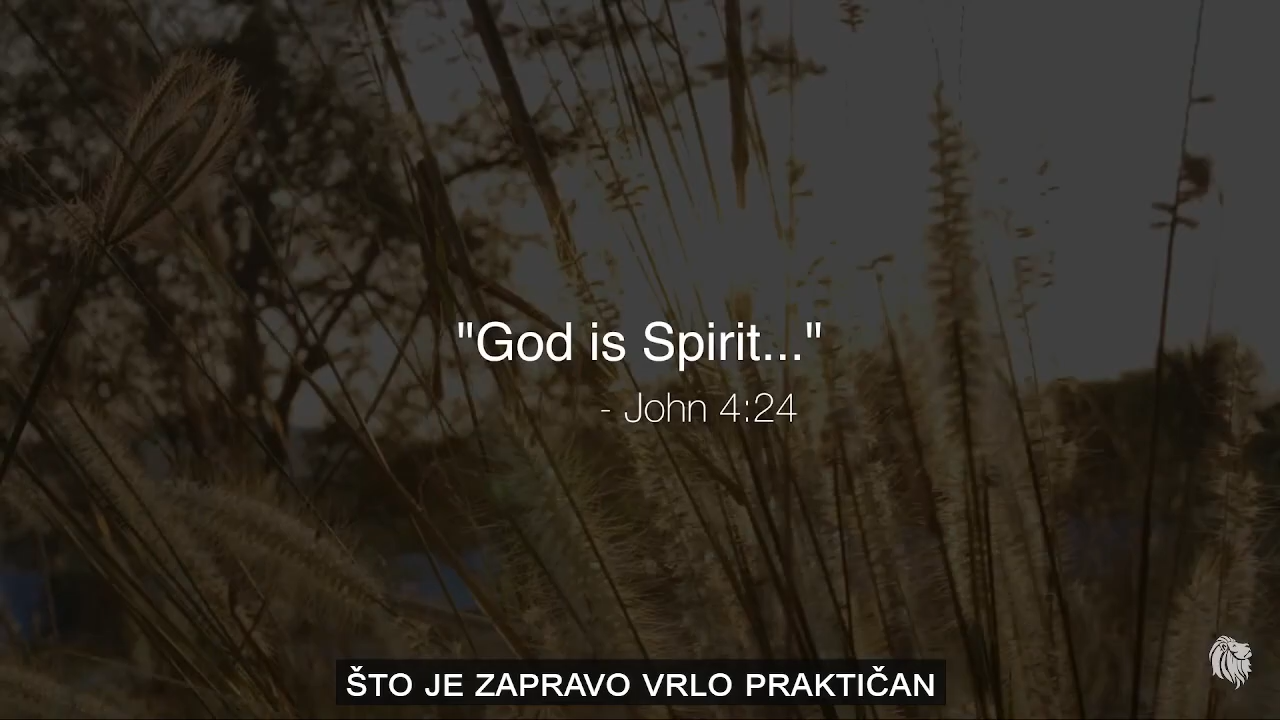 "God is Spirit..."
- John 4:24
ŠTO JE ZAPRAVO VRLO PRAKTIČAN